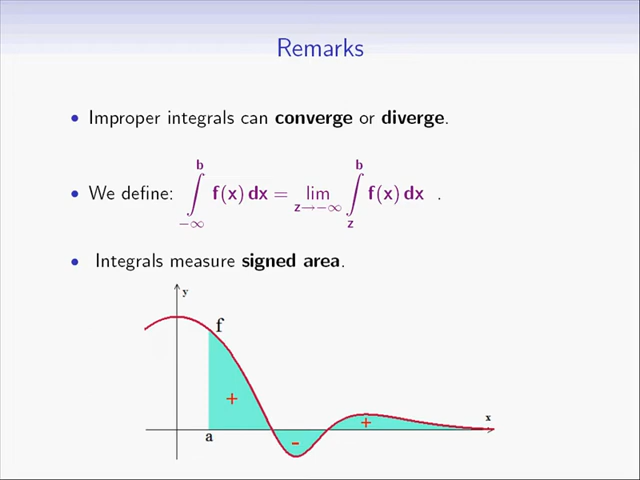 Remarks
• Improper integrals can converge or diverge.
• We define: ∫_{-∞}^{b} f(x) dx = lim_{z→-∞} ∫_{z}^{b} f(x) dx .
• Integrals measure signed area.
y
f
+
x
+
a
-